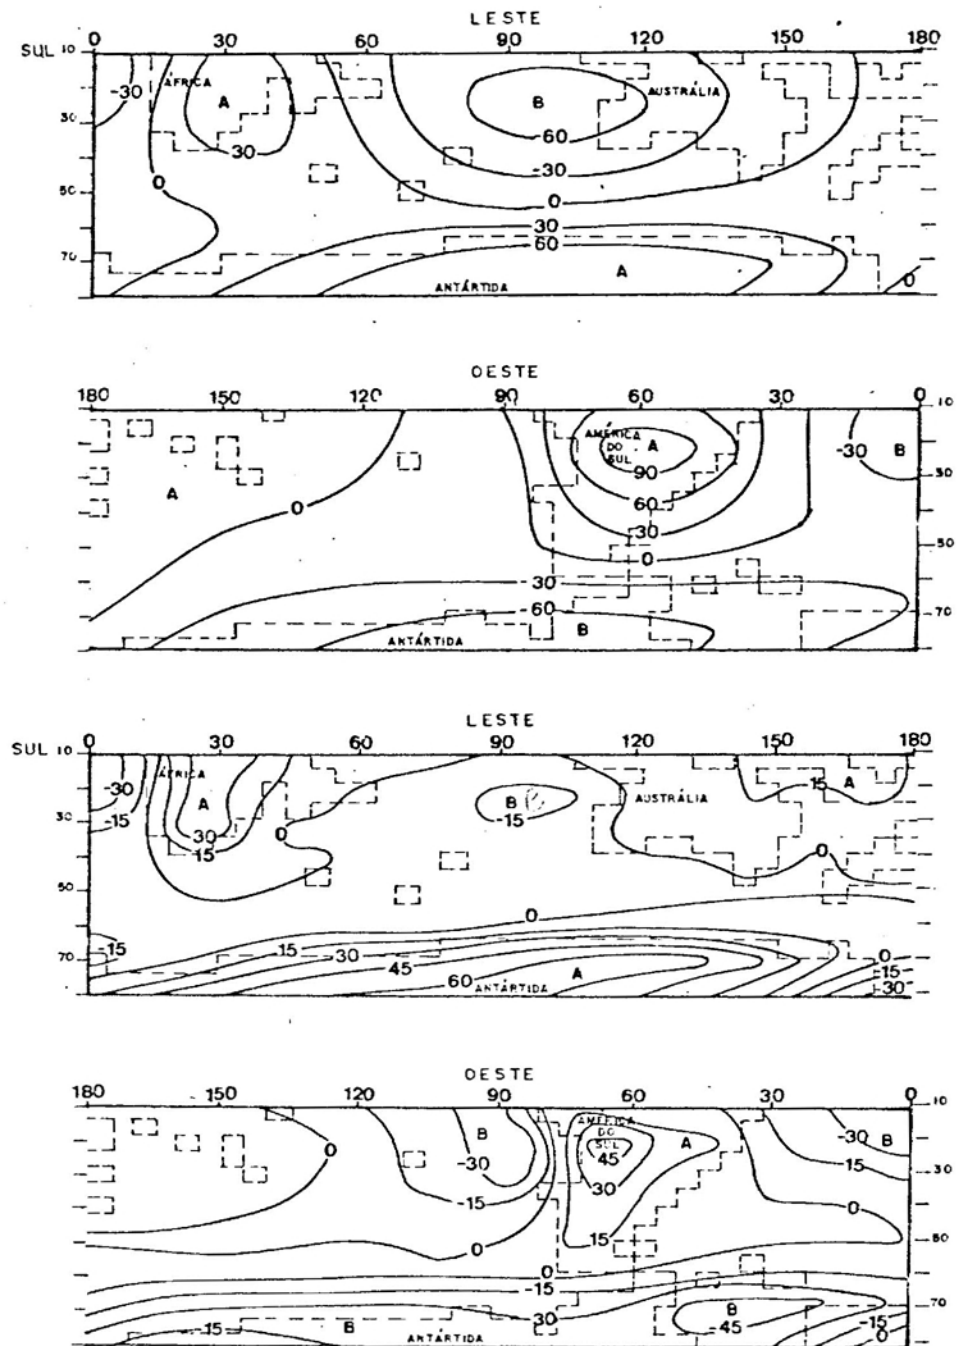 LESTE
SUL 10 0 30 60 90 120 150 180
-30 ÁFRICA A B AUSTRÁLIA
30 30 -60
-30
50 0 0
30
60
70 A 0
ANTÁRTIDA
OESTE
180 150 120 90 60 30 0 10
AMÉRICA
DO A -30 B
SUL
90 30
A 0 60
30
0 50
-30
-60 B 70
ANTÁRTIDA
LESTE
SUL 10 0 30 60 90 120 150 180
ÁFRICA 15 A
-30 A B AUSTRÁLIA
-15 -15
30 30 0
15 0
50
0
-15 15 30
70 45 A 0
60 ANTÁRTIDA -15
-30
OESTE
180 150 120 90 60 30 0 10
AMÉRICA
DO
B SUL A -30 B
0 -30 45 15
30 30
-15
0
15
0 50
0
-15
B 70
-15 B 30 -45 -15
ANTÁRTIDA 0